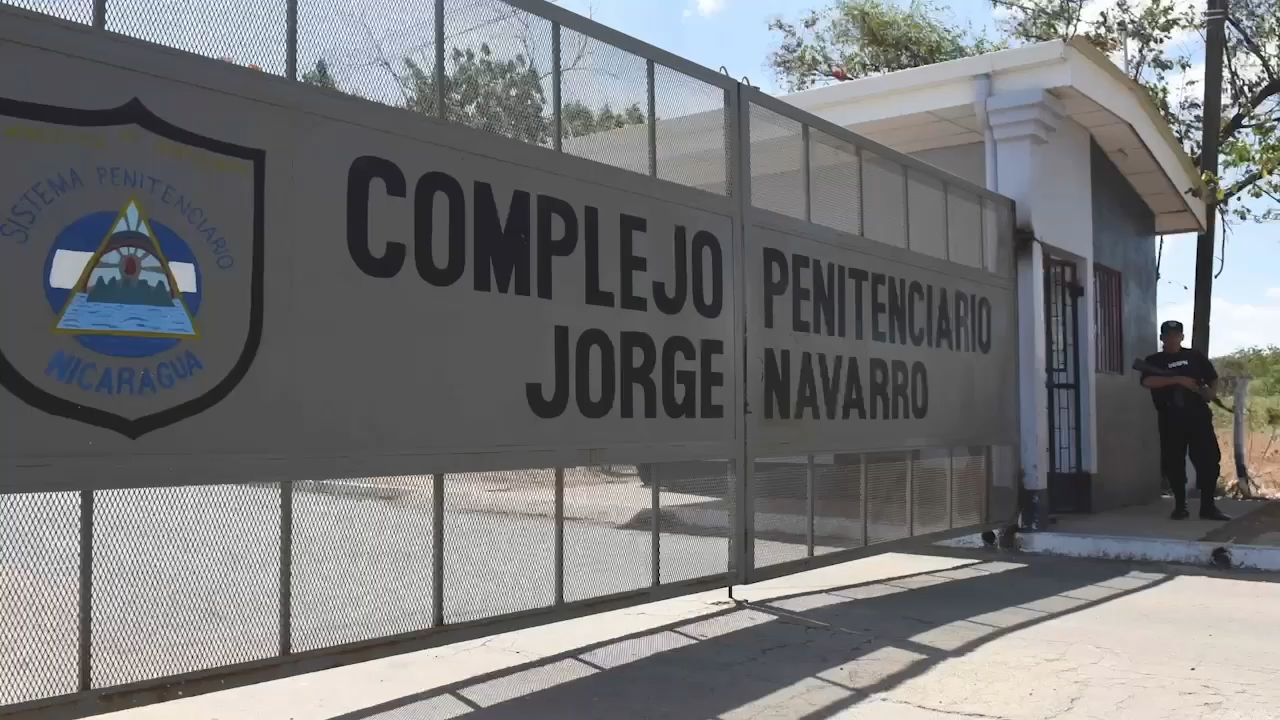 SISTEMA PENITENCIARIO
NICARAGUA
COMPLEJO PENITENCIARIO
JORGE NAVARRO